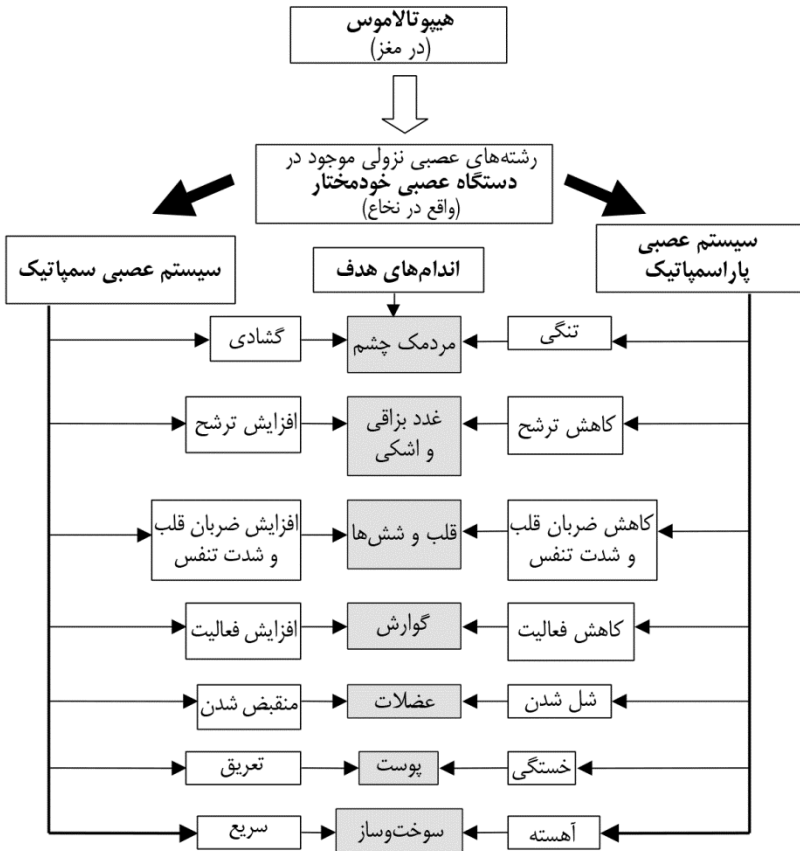 هیپوتالاموس
(در مغز)
رشته‌های عصبی نزولی موجود در
دستگاه عصبی خودمختار
(واقع در نخاع)
سیستم عصبی
پاراسمپاتیک
اندام‌های هدف
سیستم عصبی سمپاتیک
تنگی
مردمک چشم
گشادی
کاهش ترشح
غدد بزاقی
و اشکی
افزایش ترشح
کاهش ضربان قلب
و شدت تنفس
قلب و شش‌ها
افزایش ضربان قلب
و شدت تنفس
کاهش فعالیت
گوارش
افزایش فعالیت
شل شدن
عضلات
منقبض شدن
خستگی
پوست
تعریق
آهسته
سوخت‌وساز
سریع